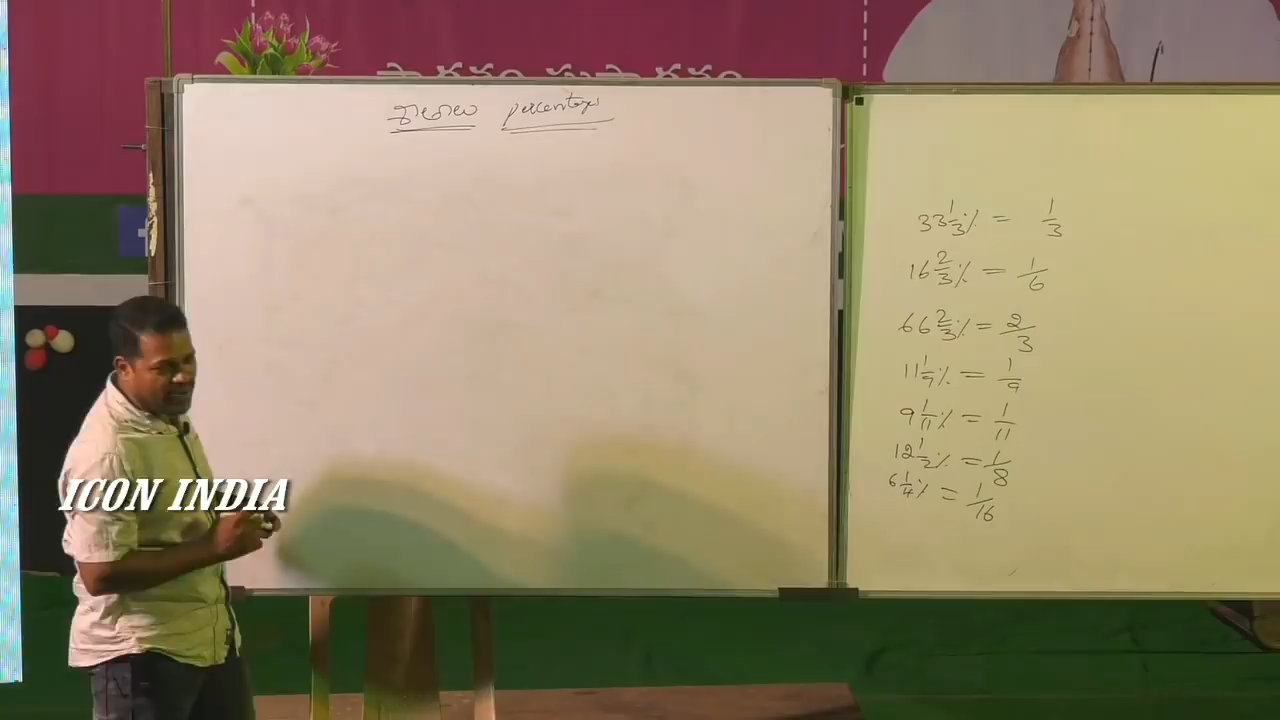 శాతాలు percentages
33 1/3 % = 1/3
16 2/3 % = 1/6
66 2/3 % = 2/3
11 1/9 % = 1/9
9 1/11 % = 1/11
12 1/2 % = 1/8
6 1/4 % = 1/16
ICON INDIA